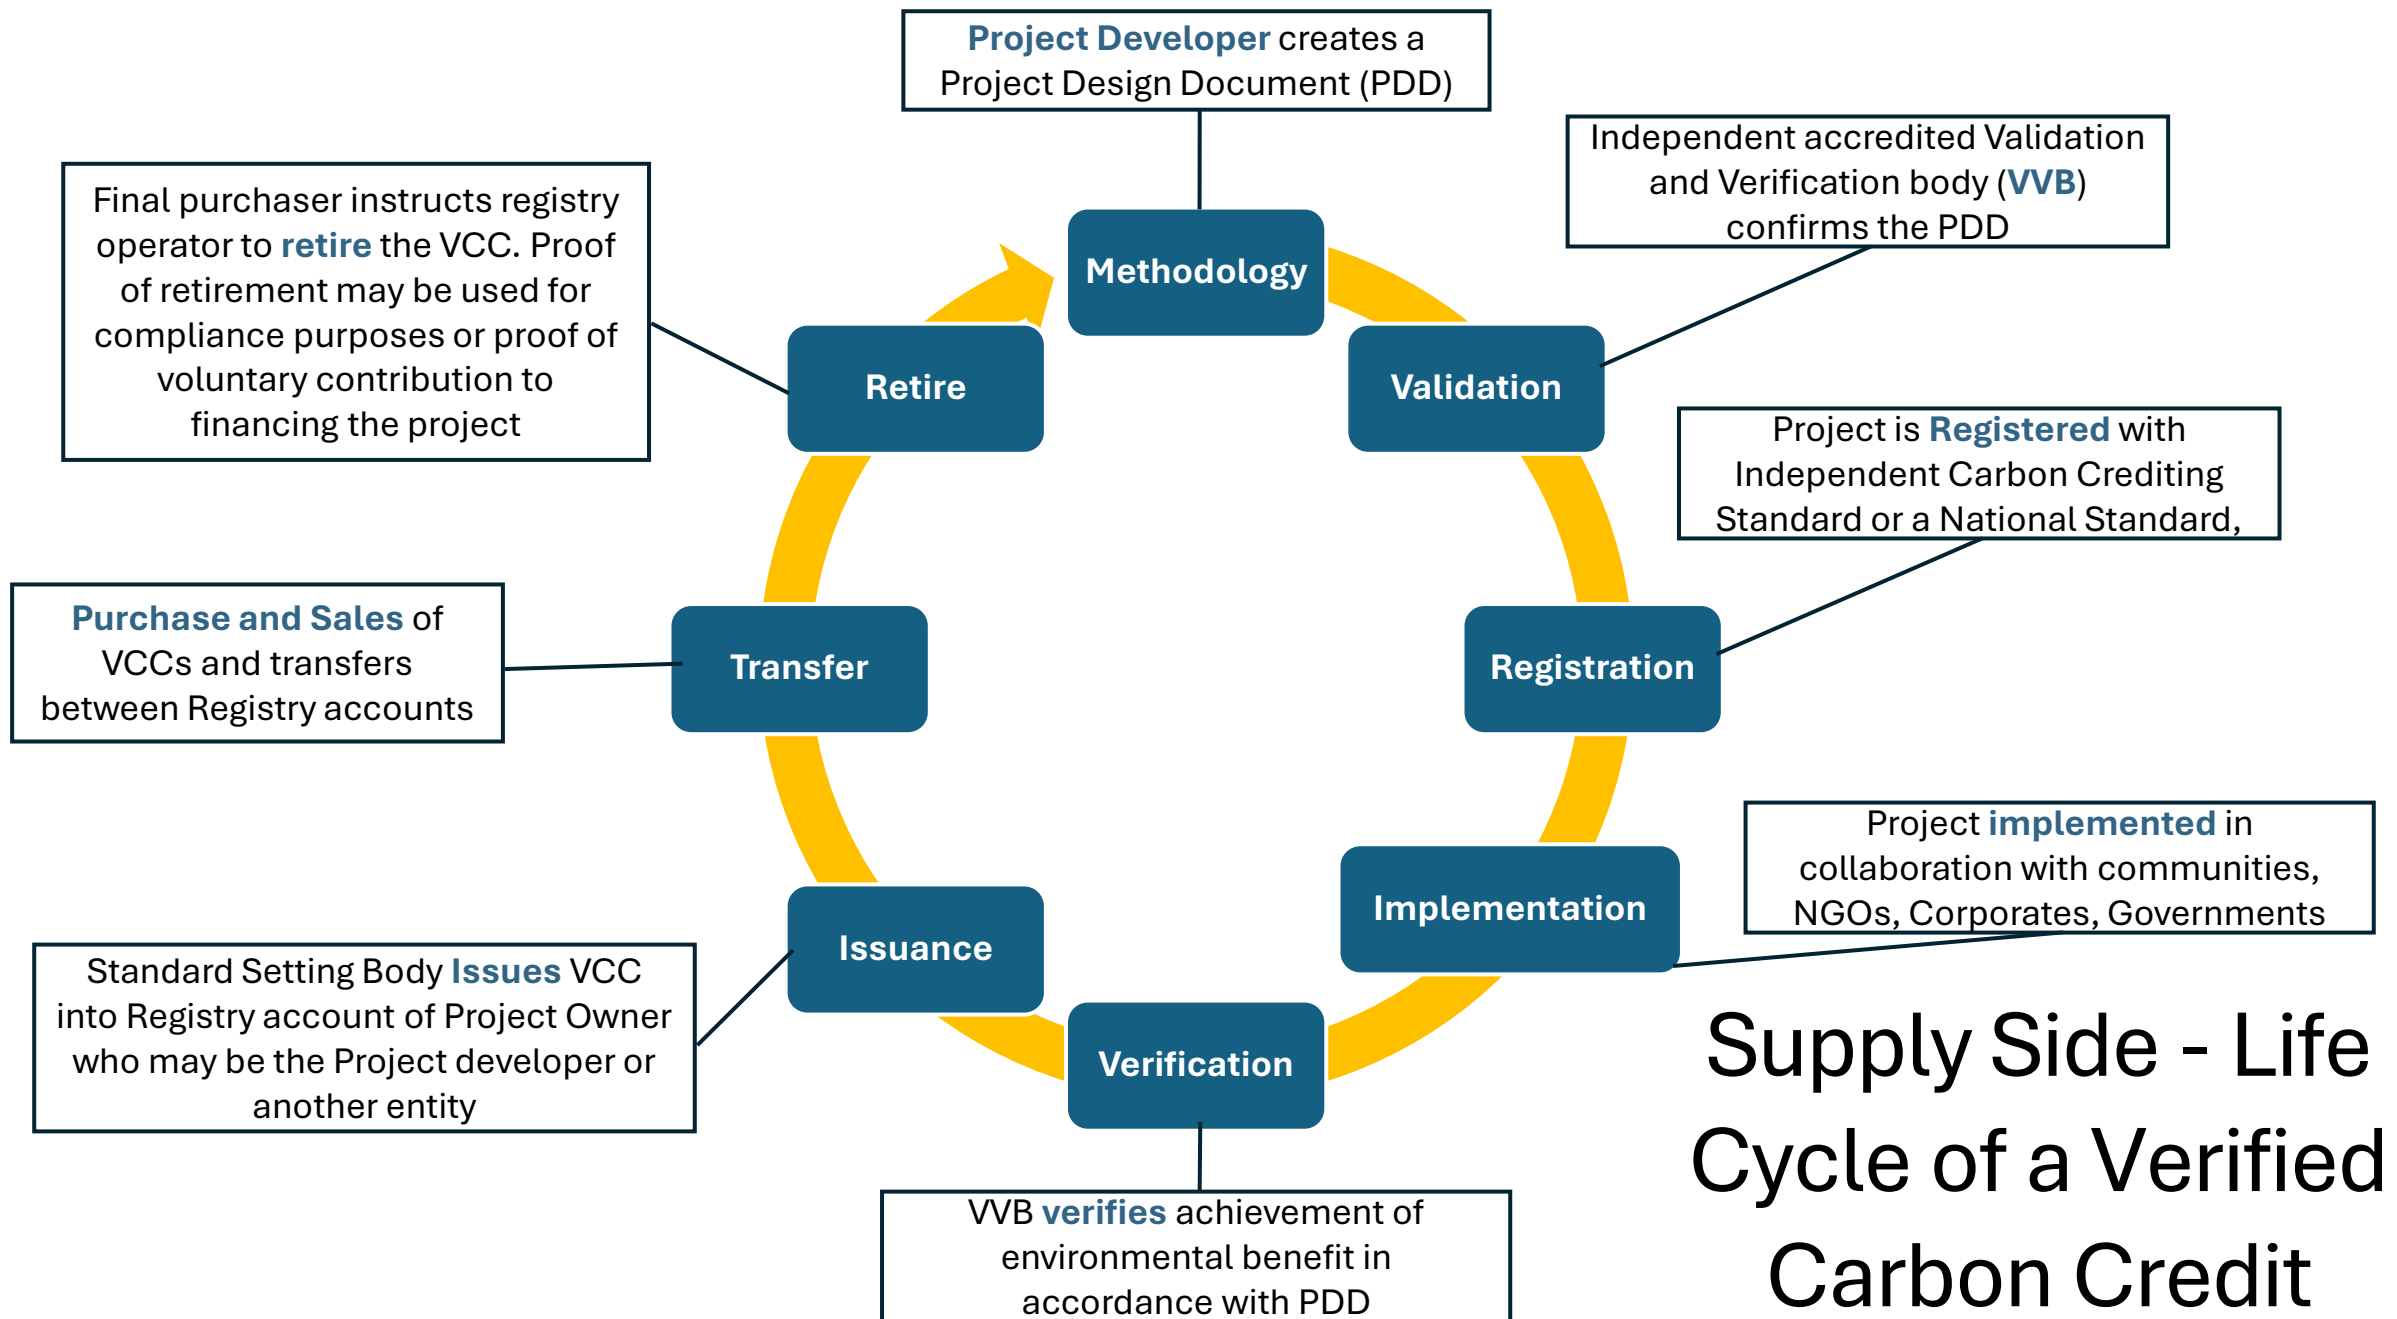 Project Developer creates a
Project Design Document (PDD)
Independent accredited Validation
and Verification body (VVB)
confirms the PDD
Final purchaser instructs registry
operator to retire the VCC. Proof
of retirement may be used for
compliance purposes or proof of
voluntary contribution to
financing the project
Methodology
Retire
Validation
Project is Registered with
Independent Carbon Crediting
Standard or a National Standard,
Purchase and Sales of
VCCs and transfers
between Registry accounts
Transfer
Registration
Project implemented in
collaboration with communities,
NGOs, Corporates, Governments
Implementation
Issuance
Standard Setting Body Issues VCC
into Registry account of Project Owner
who may be the Project developer or
another entity
Verification
VVB verifies achievement of
environmental benefit in
accordance with PDD
Supply Side - Life
Cycle of a Verified
Carbon Credit